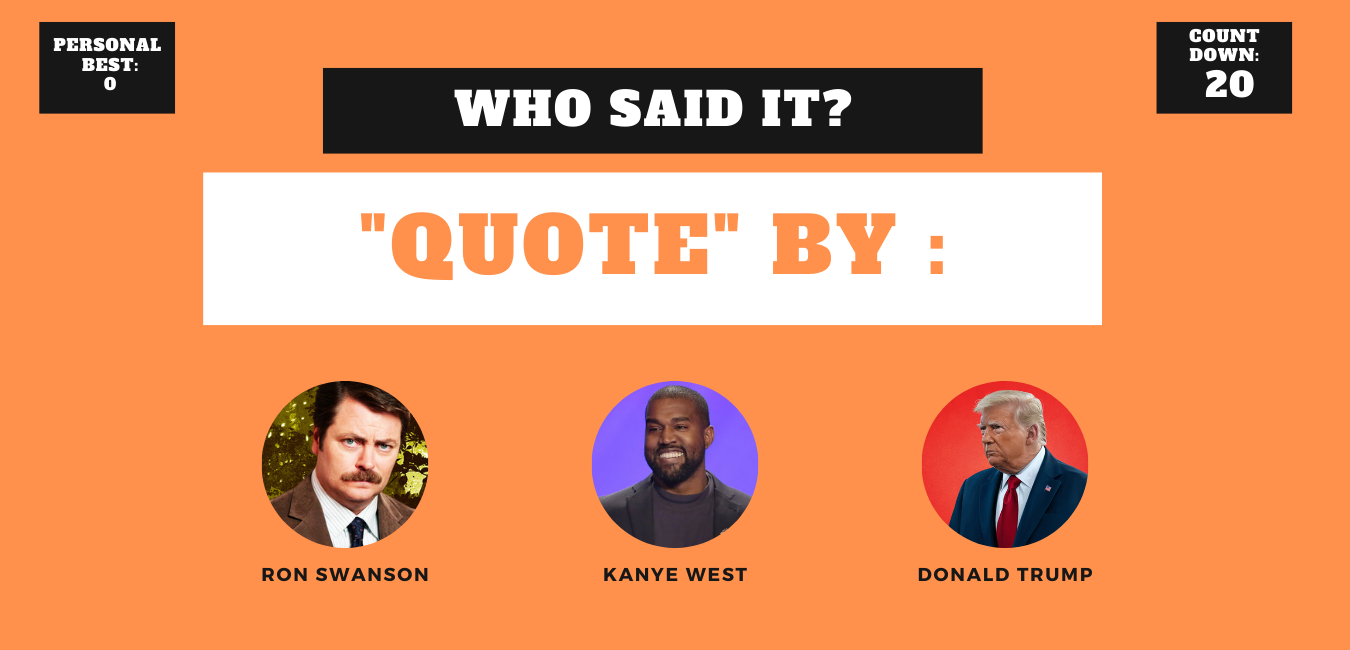 PERSONAL
BEST:
0
COUNT
DOWN:
20
WHO SAID IT?
"QUOTE" BY :
RON SWANSON
KANYE WEST
DONALD TRUMP